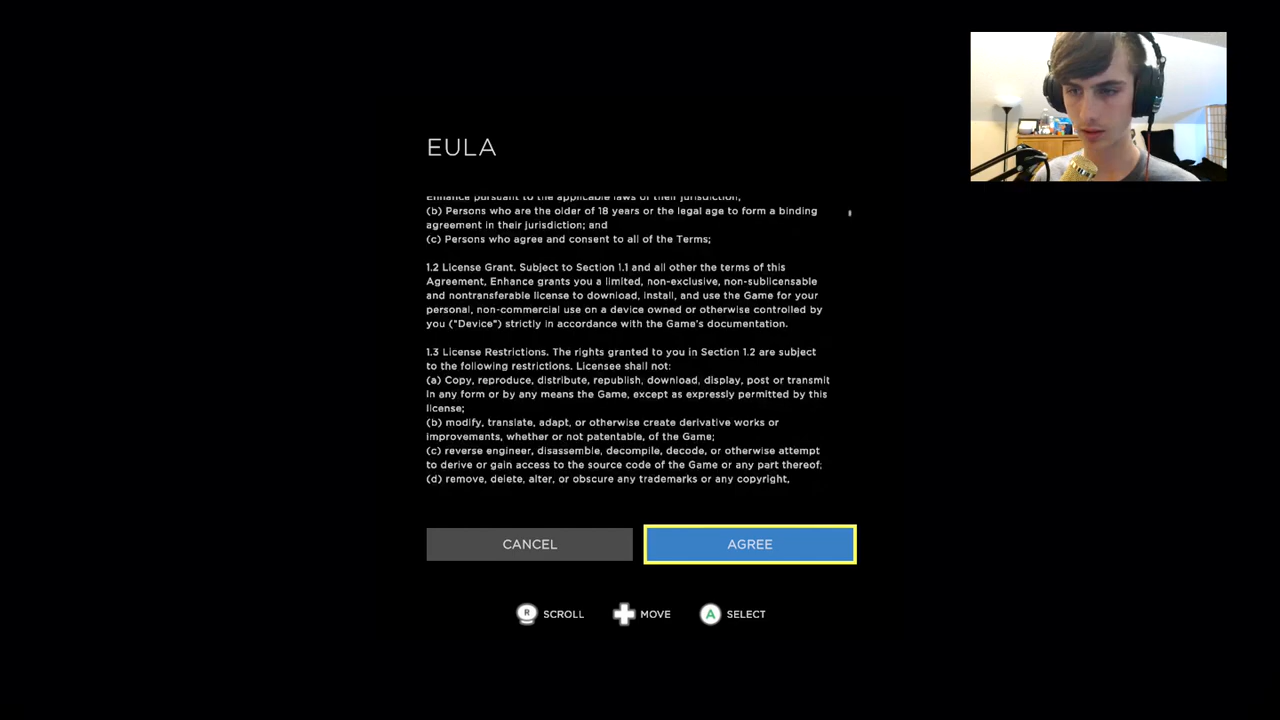 EULA
Enhance pursuant to the applicable laws of their jurisdiction;
(b) Persons who are the older of 18 years or the legal age to form a binding
agreement in their jurisdiction; and
(c) Persons who agree and consent to all of the Terms;
1.2 License Grant. Subject to Section 1.1 and all other the terms of this
Agreement, Enhance grants you a limited, non-exclusive, non-sublicensable
and nontransferable license to download, install, and use the Game for your
personal, non-commercial use on a device owned or otherwise controlled by
you ("Device") strictly in accordance with the Game's documentation.
1.3 License Restrictions. The rights granted to you in Section 1.2 are subject
to the following restrictions. Licensee shall not:
(a) Copy, reproduce, distribute, republish, download, display, post or transmit
in any form or by any means the Game, except as expressly permitted by this
license;
(b) modify, translate, adapt, or otherwise create derivative works or
improvements, whether or not patentable, of the Game;
(c) reverse engineer, disassemble, decompile, decode, or otherwise attempt
to derive or gain access to the source code of the Game or any part thereof;
(d) remove, delete, alter, or obscure any trademarks or any copyright,
CANCEL AGREE
R SCROLL MOVE A SELECT